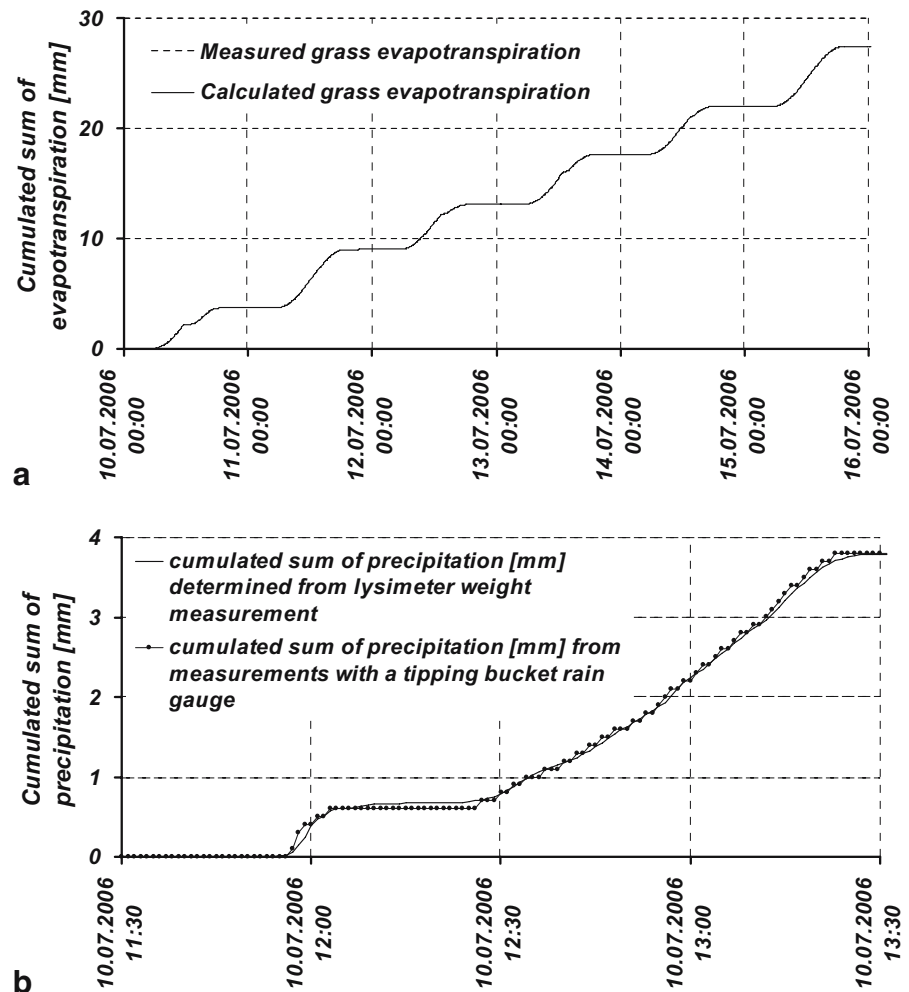 30
20
10
0
Cumulated sum of
evapotranspiration [mm]
Measured grass evapotranspiration
Calculated grass evapotranspiration
10.07.2006
00:00
11.07.2006
00:00
12.07.2006
00:00
13.07.2006
00:00
14.07.2006
00:00
15.07.2006
00:00
16.07.2006
00:00
a
4
3
2
1
0
Cumulated sum of
precipitation [mm]
cumulated sum of precipitation [mm]
determined from lysimeter weight
measurement
cumulated sum of precipitation [mm] from
measurements with a tipping bucket rain
gauge
10.07.2006
11:30
10.07.2006
12:00
10.07.2006
12:30
10.07.2006
13:00
10.07.2006
13:30
b